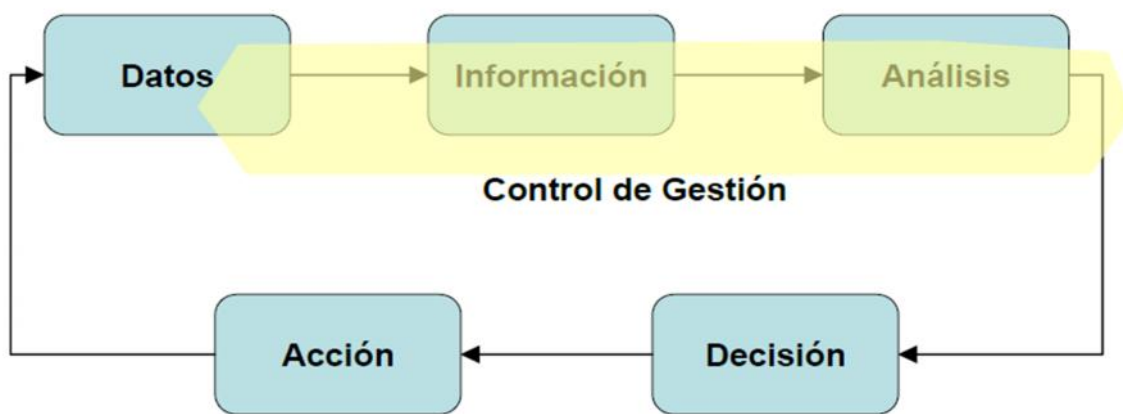 Datos
Información
Análisis
Control de Gestión
Acción
Decisión